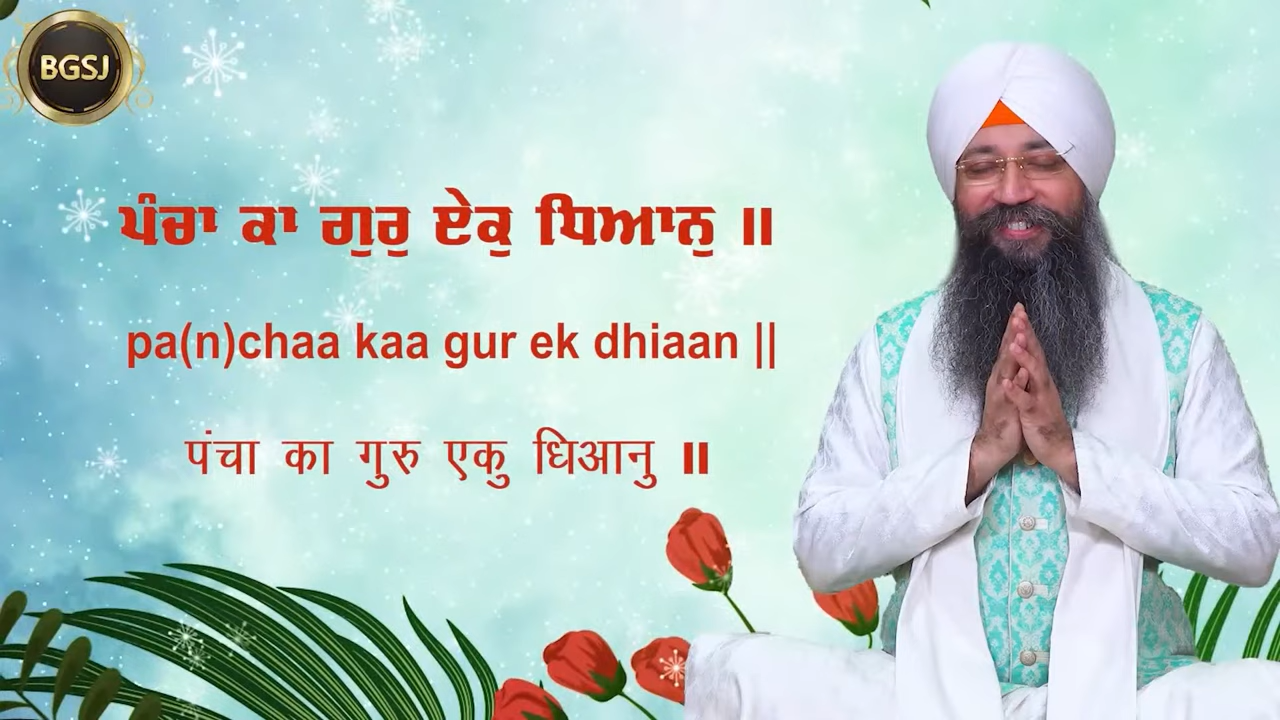 BGSJ
ਪੰਚਾ ਕਾ ਗੁਰੁ ਏਕੁ ਧਿਆਨੁ ॥
pa(n)chaa kaa gur ek dhiaan ||
पंचा का गुरु एकु धिआनु ॥